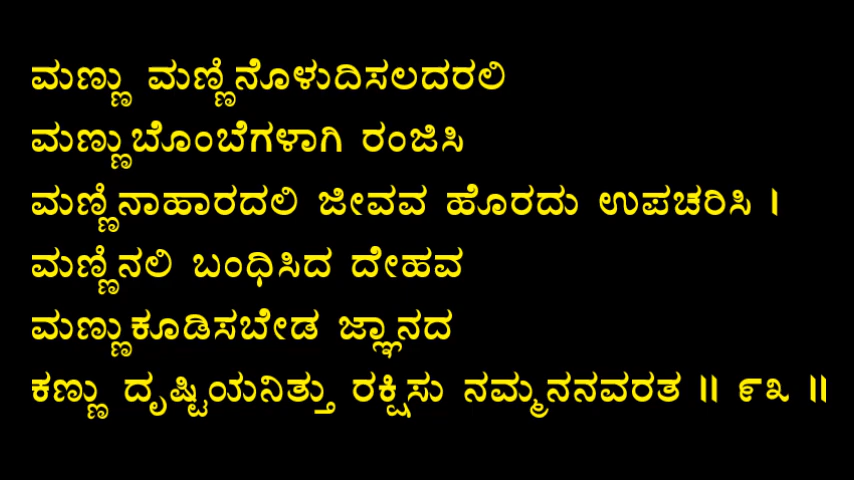 ಮಣ್ಣು ಮಣ್ಣಿನೊಳುದಿಸಲದರಲಿ
ಮಣ್ಣುಬೊಂಬೆಗಳಾಗಿ ರಂಜಿಸಿ
ಮಣ್ಣಿನಾಹಾರದಲಿ ಜೀವವ ಹೊರದು ಉಪಚರಿಸಿ ।
ಮಣ್ಣಿನಲಿ ಬಂಧಿಸಿದ ದೇಹವ
ಮಣ್ಣುಕೂಡಿಸಬೇಡ ಜ್ಞಾನದ
ಕಣ್ಣು ದೃಷ್ಟಿಯನಿತ್ತು ರಕ್ಷಿಸು ನಮ್ಮನನವರತ ॥ ೯೩ ॥